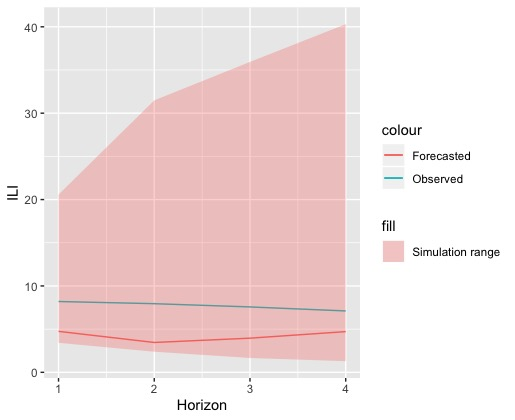 40
30
20
10
0
ILI
1 2 3 4
Horizon
colour
Forecasted
Observed
fill
Simulation range